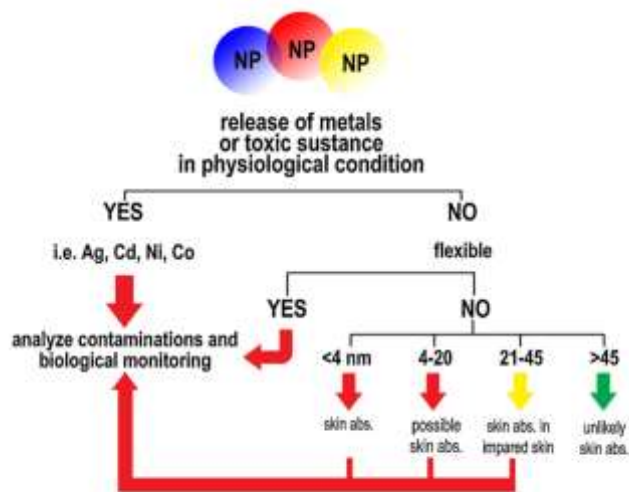 NP NP NP
release of metals
or toxic sustance
in physiological condition
YES NO
i.e. Ag, Cd, Ni, Co flexible
YES NO
analyze contaminations and
biological monitoring
<4 nm 4-20 21-45 >45
skin abs. possible skin abs. in unlikely
skin abs. impared skin skin abs.